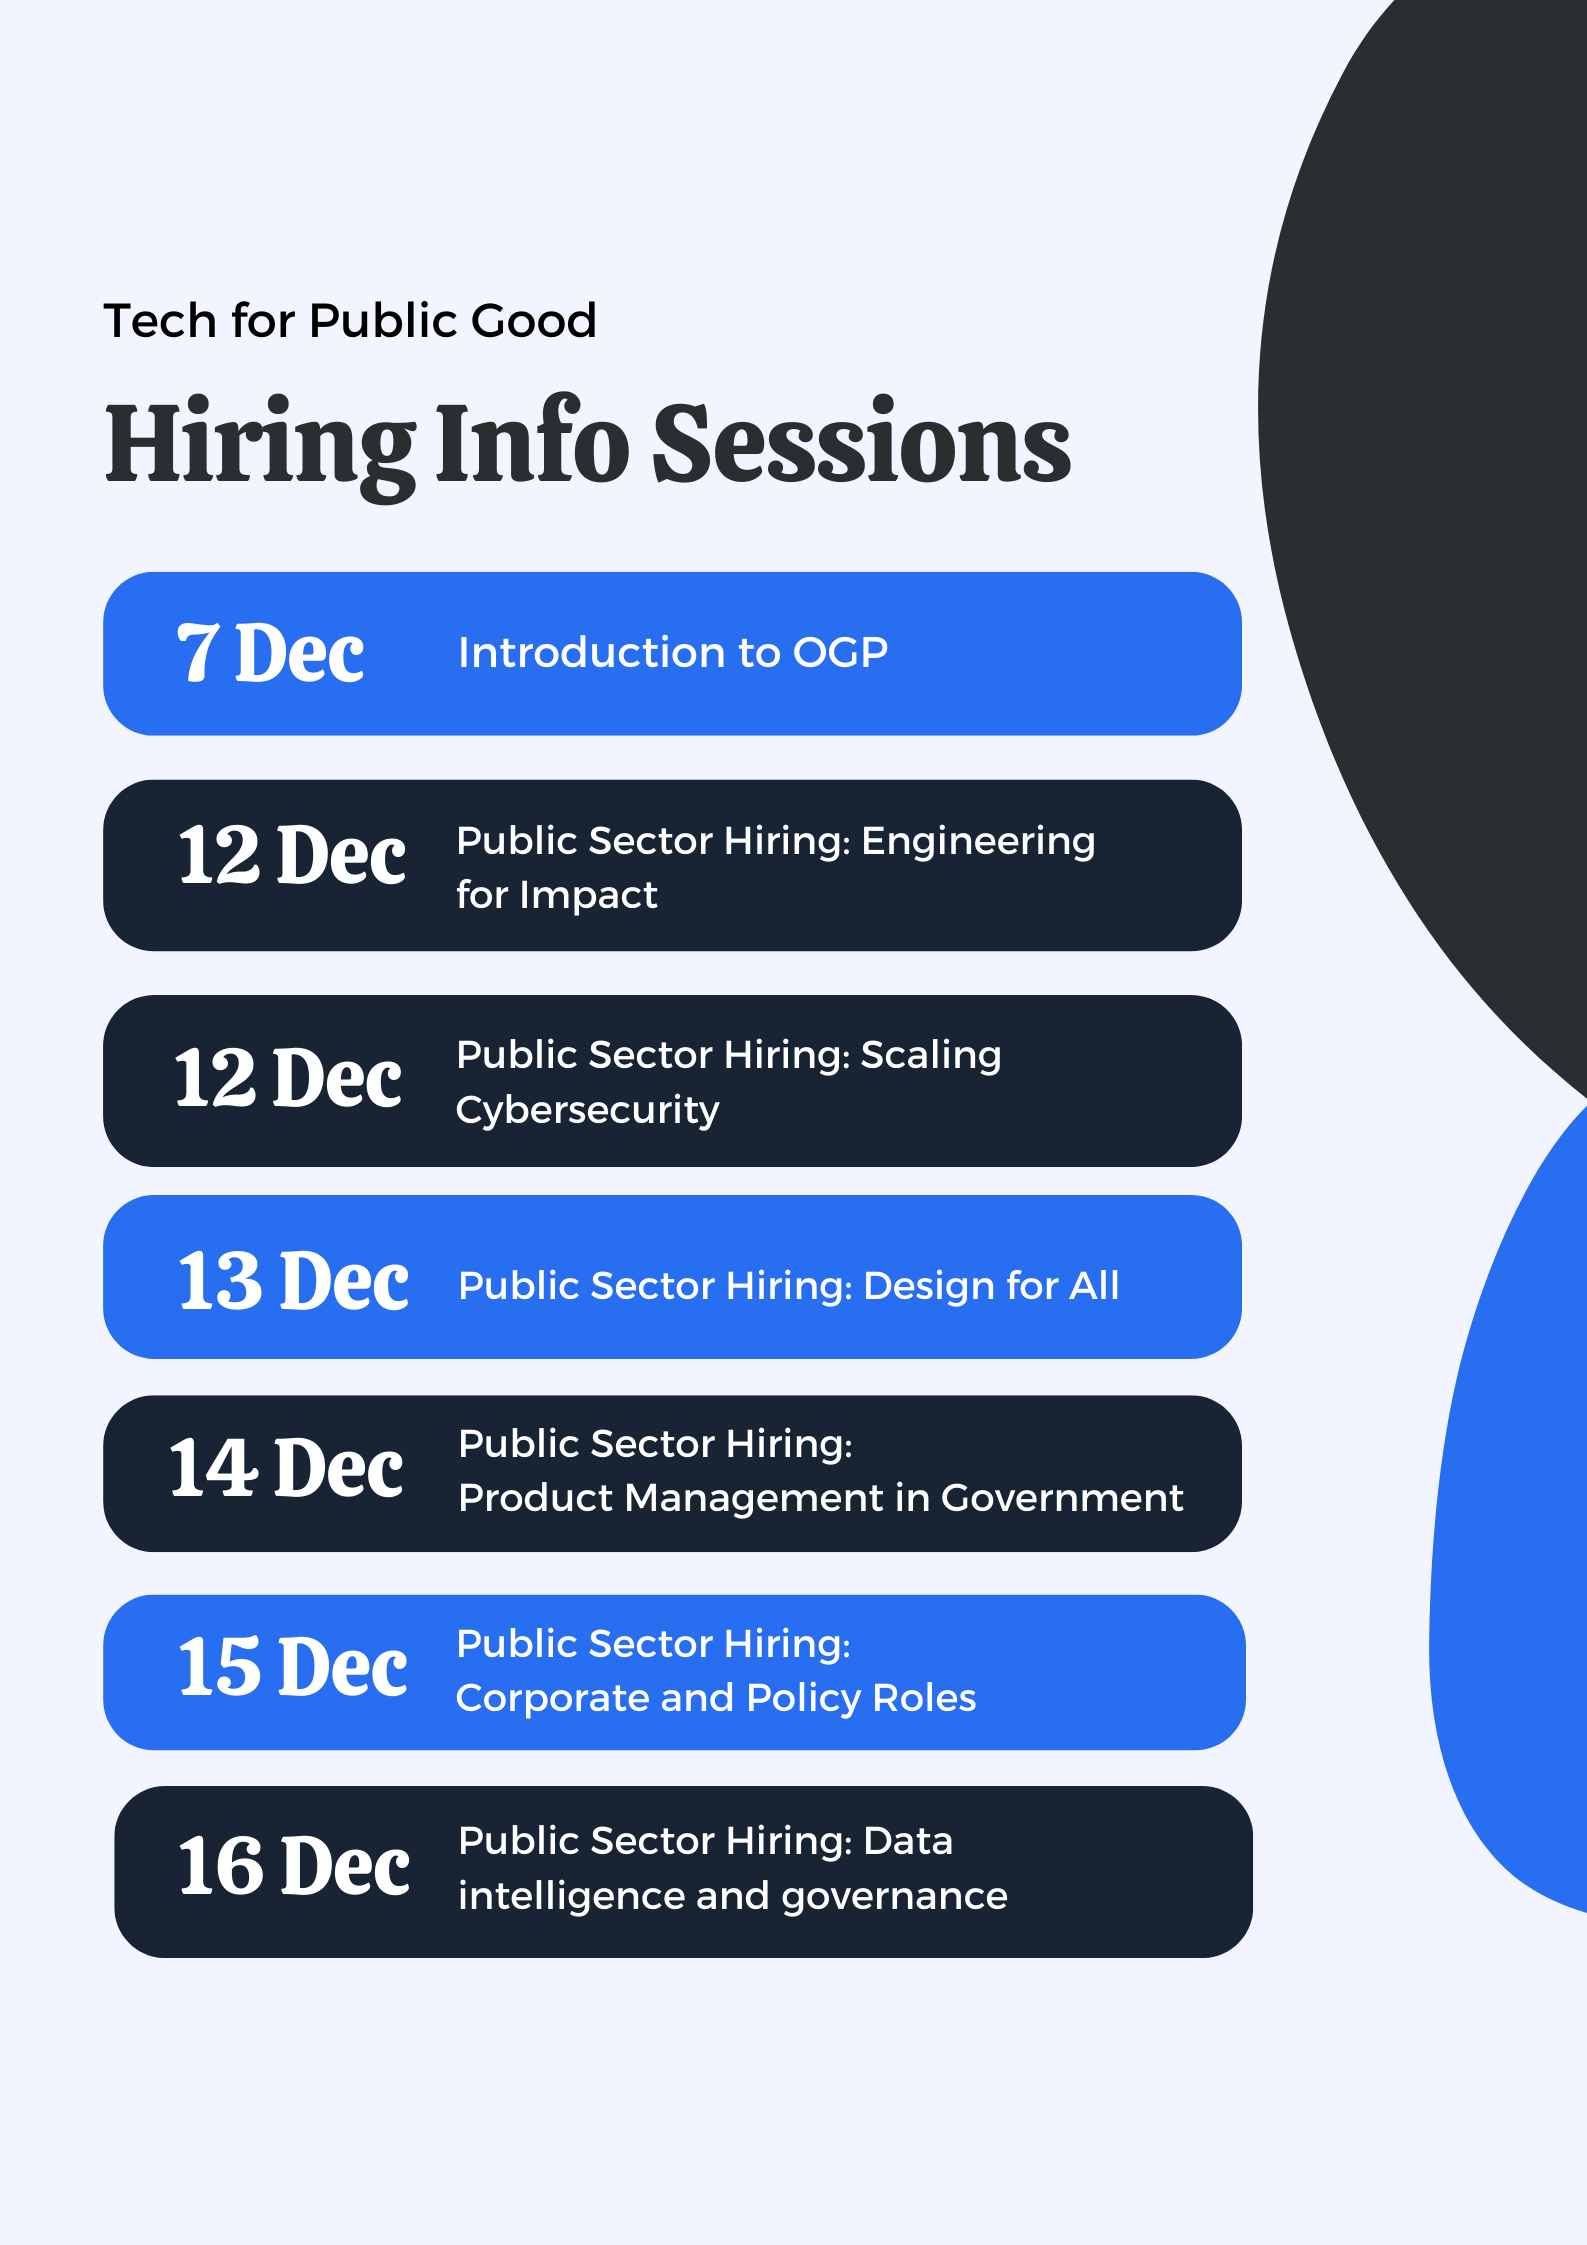 Tech for Public Good
Hiring Info Sessions
7 Dec
Introduction to OGP
12 Dec
Public Sector Hiring: Engineering
for Impact
12 Dec
Public Sector Hiring: Scaling
Cybersecurity
13 Dec
Public Sector Hiring: Design for All
14 Dec
Public Sector Hiring:
Product Management in Government
15 Dec
Public Sector Hiring:
Corporate and Policy Roles
16 Dec
Public Sector Hiring: Data
intelligence and governance